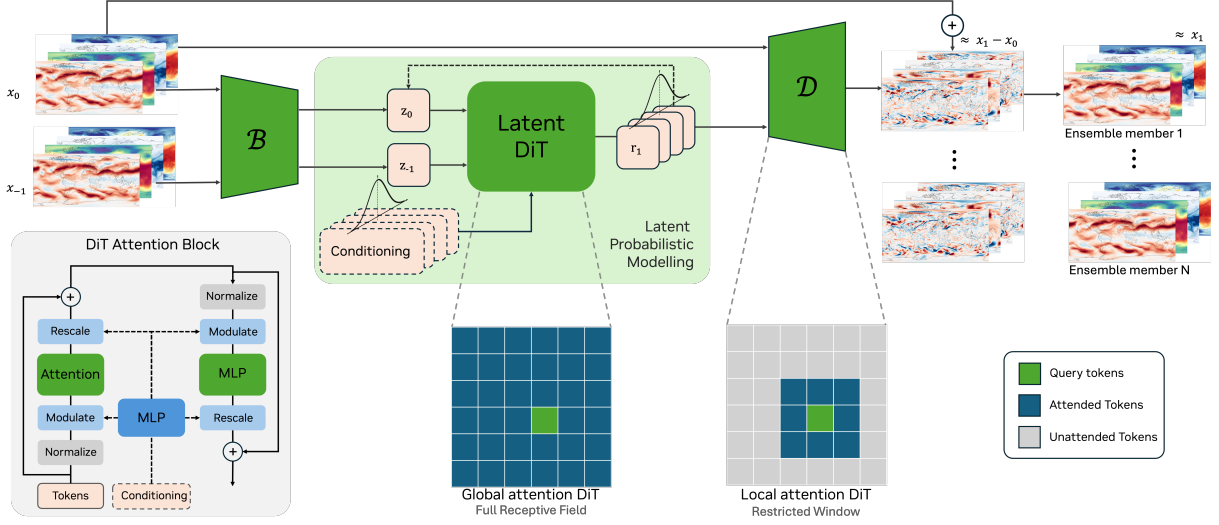 x₀
x₋₁
B
z₀
z₋₁
Latent
DiT
r₁
Conditioning
Latent
Probabilistic
Modelling
D
+
≈ x₁ − x₀
≈ x₁
Ensemble member 1
Ensemble member N
DiT Attention Block
+
Normalize
Rescale
Modulate
Attention
MLP
Modulate
MLP
Rescale
Normalize
+
Tokens
Conditioning
Global attention DiT
Full Receptive Field
Local attention DiT
Restricted Window
Query tokens
Attended Tokens
Unattended Tokens